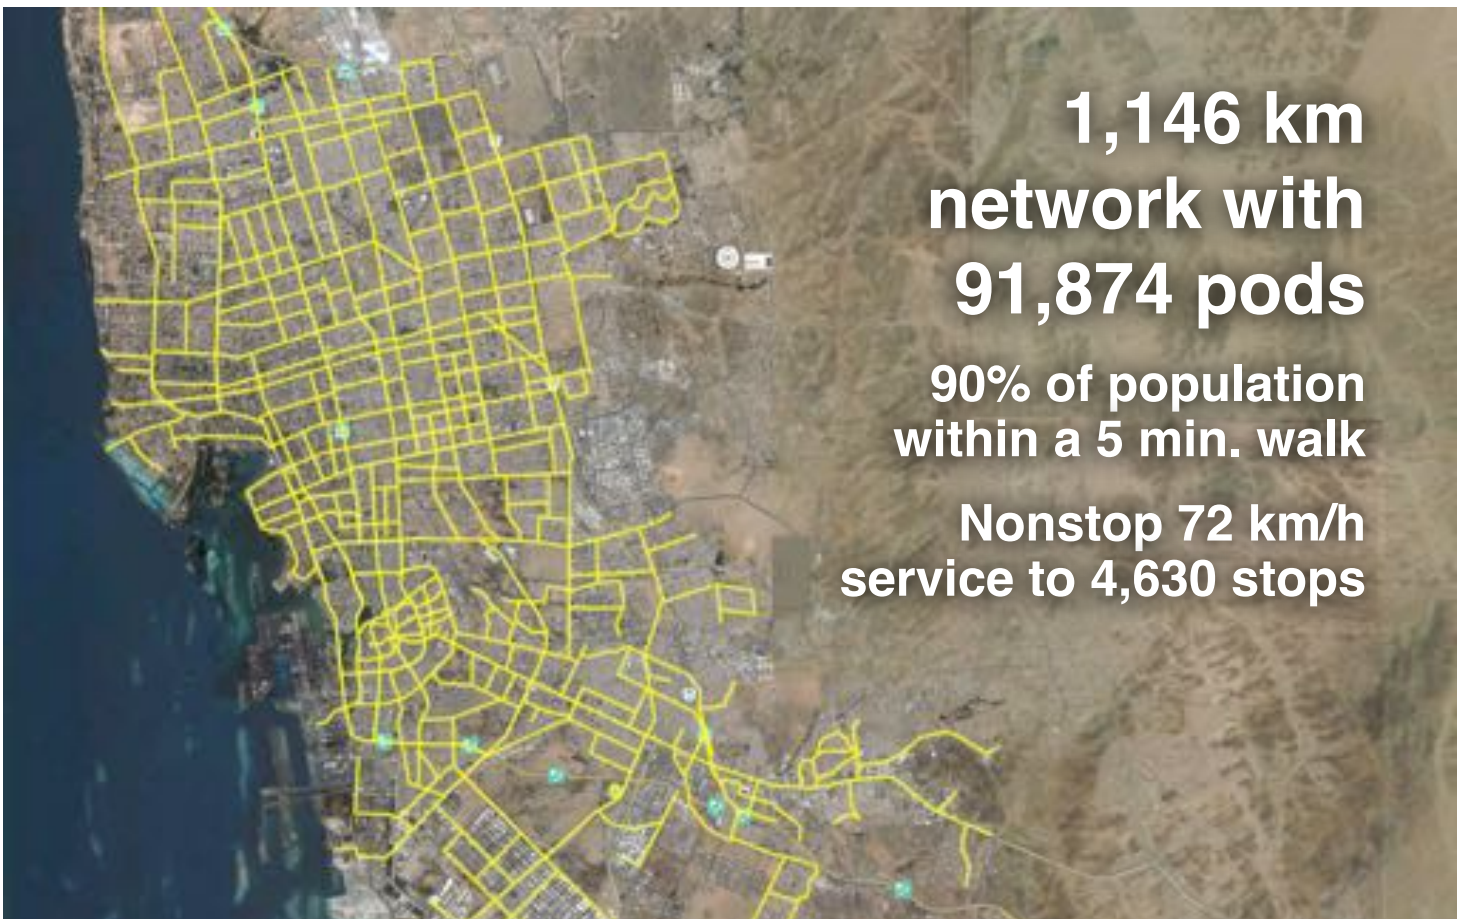 1,146 km
network with
91,874 pods
90% of population
within a 5 min. walk
Nonstop 72 km/h
service to 4,630 stops